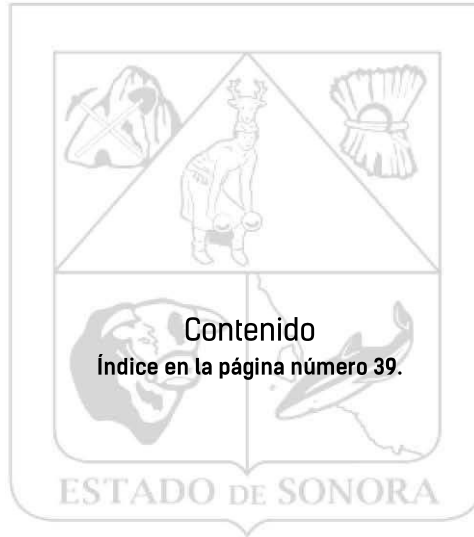 Contenido
Índice en la página número 39.
ESTADO DE SONORA